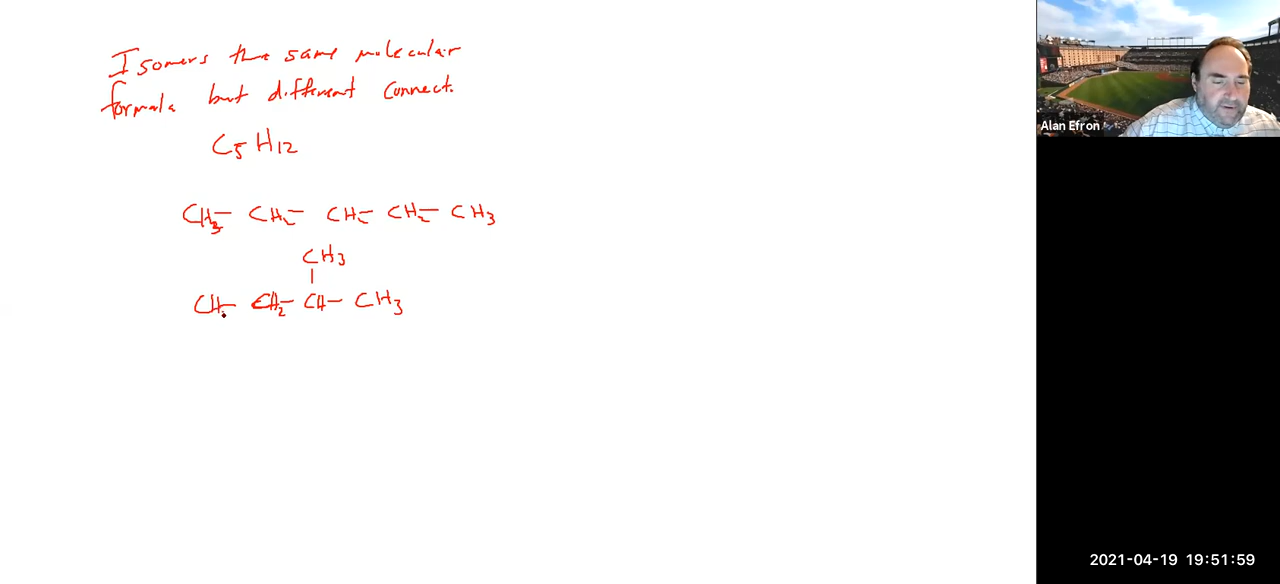 Isomers the same molecular
formula but different connect.
C5H12
CH3- CH2- CH2- CH2- CH3
CH3
|
CH- CH2- CH- CH3
Alan Efron
2021-04-19 19:51:59